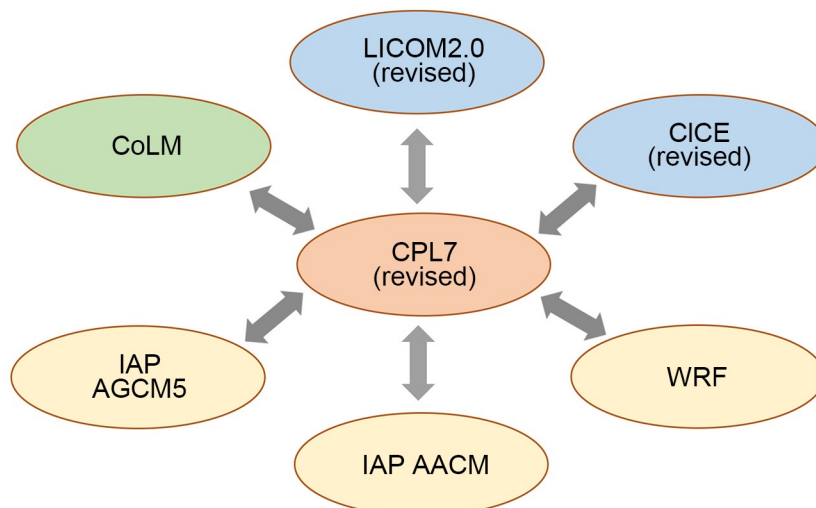 LICOM2.0
(revised)
CoLM
CICE
(revised)
CPL7
(revised)
IAP
AGCM5
WRF
IAP AACM